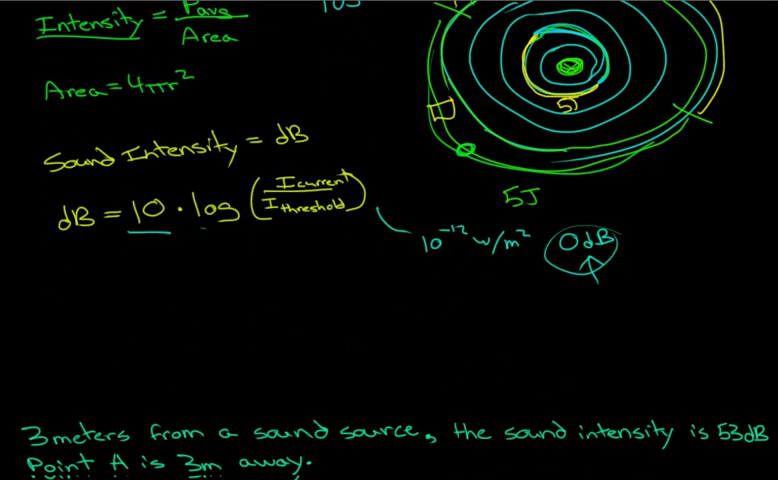 Intensity = Pavg / Area
Area = 4πr²
Sound Intensity = dB
dB = 10 · log (Icurrent / Ithreshold)
10⁻¹² w/m² 0dB
5J
5J
3 meters from a sound source, the sound intensity is 53dB
Point A is 3m away.